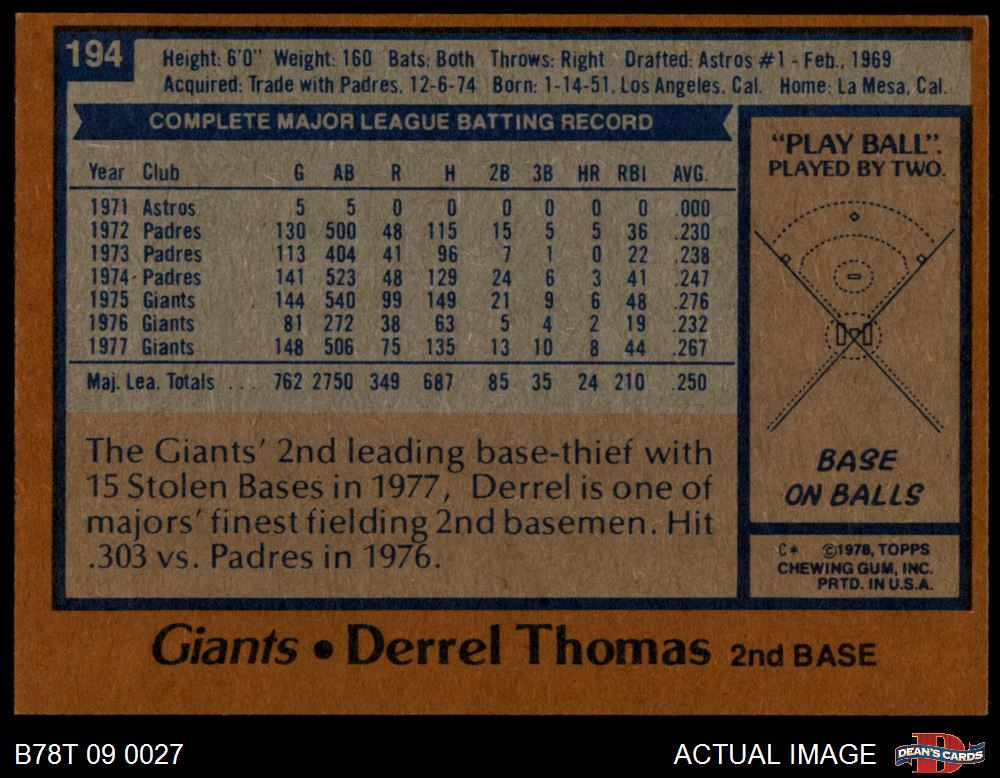 194
Height: 6'0" Weight: 160 Bats: Both Throws: Right Drafted: Astros #1 - Feb., 1969
Acquired: Trade with Padres, 12-6-74 Born: 1-14-51, Los Angeles, Cal. Home: La Mesa, Cal.
COMPLETE MAJOR LEAGUE BATTING RECORD
Year Club G AB R H 2B 3B HR RBI AVG.
1971 Astros 5 5 0 0 0 0 0 0 .000
1972 Padres 130 500 48 115 15 5 5 36 .230
1973 Padres 113 404 41 96 7 1 0 22 .238
1974 Padres 141 523 48 129 24 6 3 41 .247
1975 Giants 144 540 99 149 21 9 6 48 .276
1976 Giants 81 272 38 63 5 4 2 19 .232
1977 Giants 148 506 75 135 13 10 8 44 .267
Maj. Lea. Totals ... 762 2750 349 687 85 35 24 210 .250
The Giants' 2nd leading base-thief with
15 Stolen Bases in 1977, Derrel is one of
majors' finest fielding 2nd basemen. Hit
.303 vs. Padres in 1976.
"PLAY BALL".
PLAYED BY TWO.
BASE
ON BALLS
C* ©1978, TOPPS
CHEWING GUM, INC.
PRTD. IN U.S.A.
Giants • Derrel Thomas 2nd BASE
B78T 09 0027
ACTUAL IMAGE
D
DEAN'S CARDS